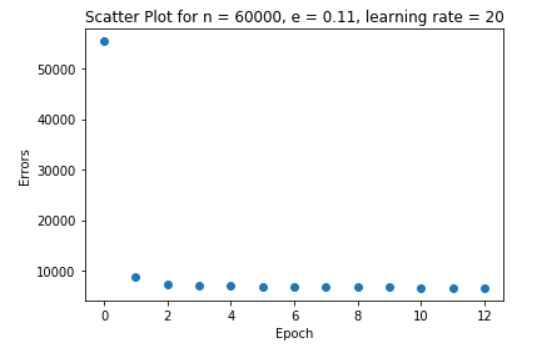 Scatter Plot for n = 60000, e = 0.11, learning rate = 20
50000
40000
30000
20000
10000
Errors
0 2 4 6 8 10 12
Epoch